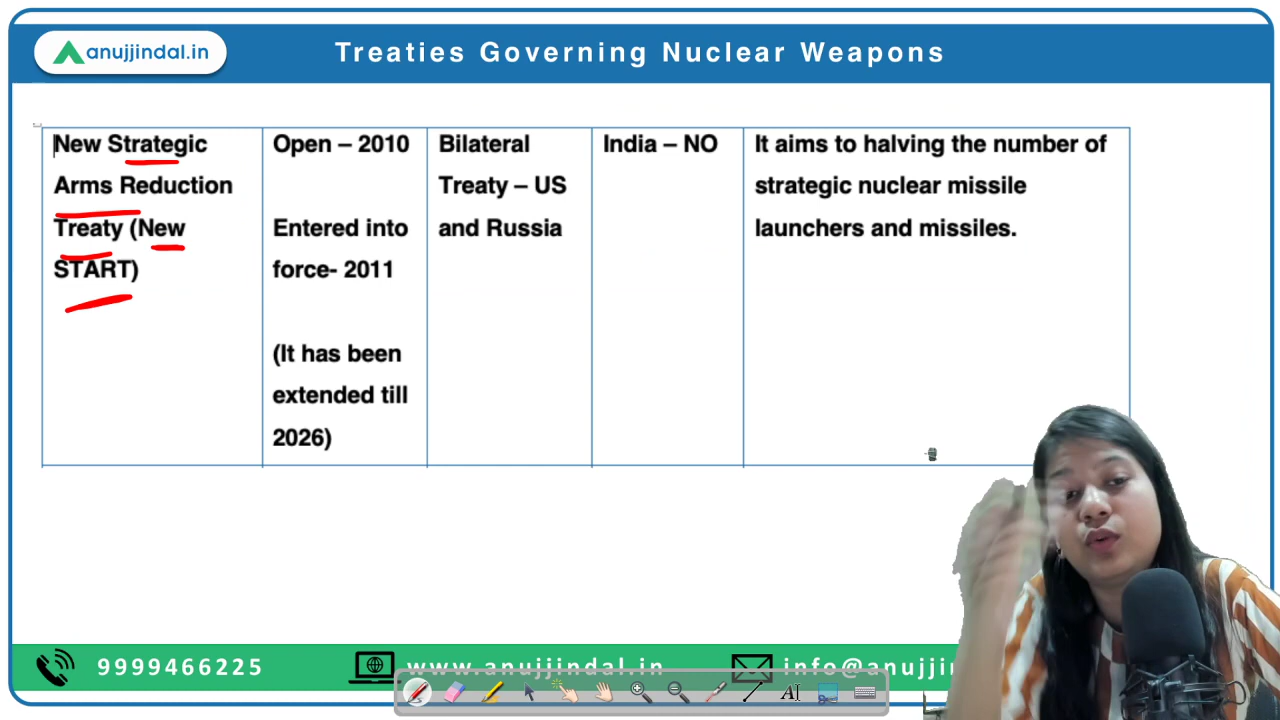 anujjindal.in
Treaties Governing Nuclear Weapons
New Strategic
Arms Reduction
Treaty (New
START)
Open – 2010
Entered into
force- 2011
(It has been
extended till
2026)
Bilateral
Treaty – US
and Russia
India – NO
It aims to halving the number of
strategic nuclear missile
launchers and missiles.
9999466225
www.anujjindal.in
AI